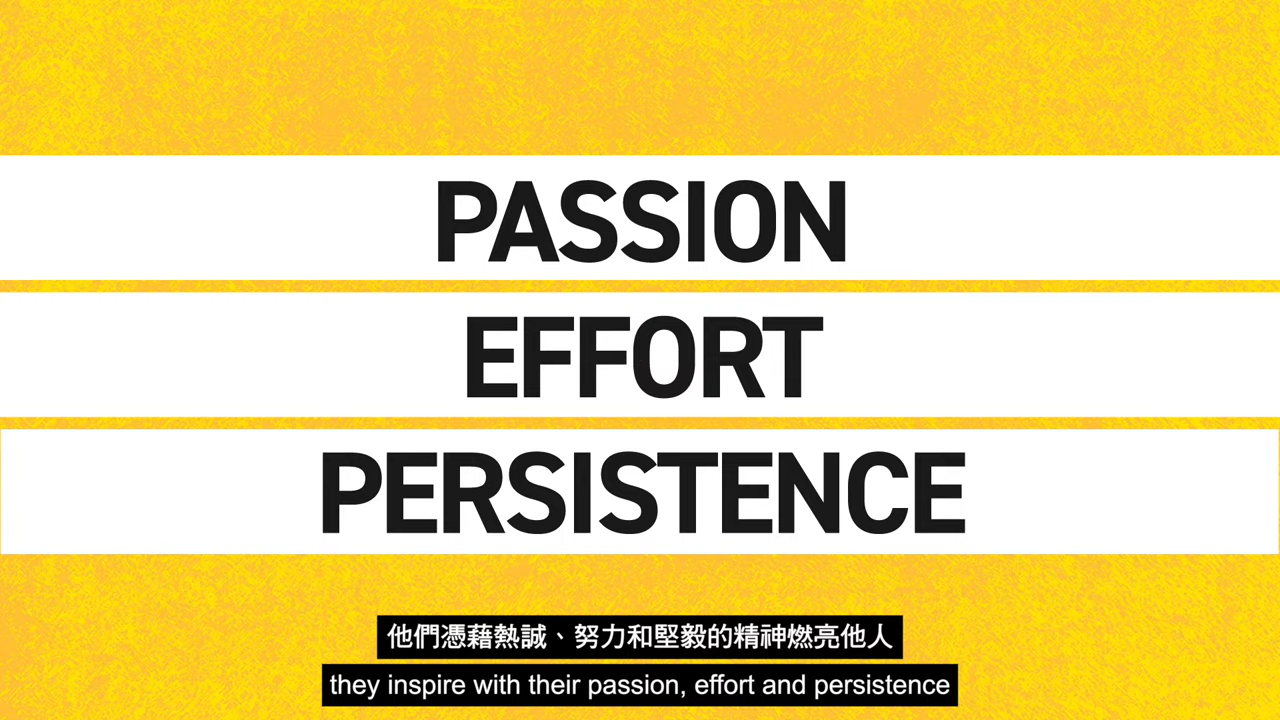 PASSION
EFFORT
PERSISTENCE
他們憑藉熱誠、努力和堅毅的精神燃亮他人
they inspire with their passion, effort and persistence